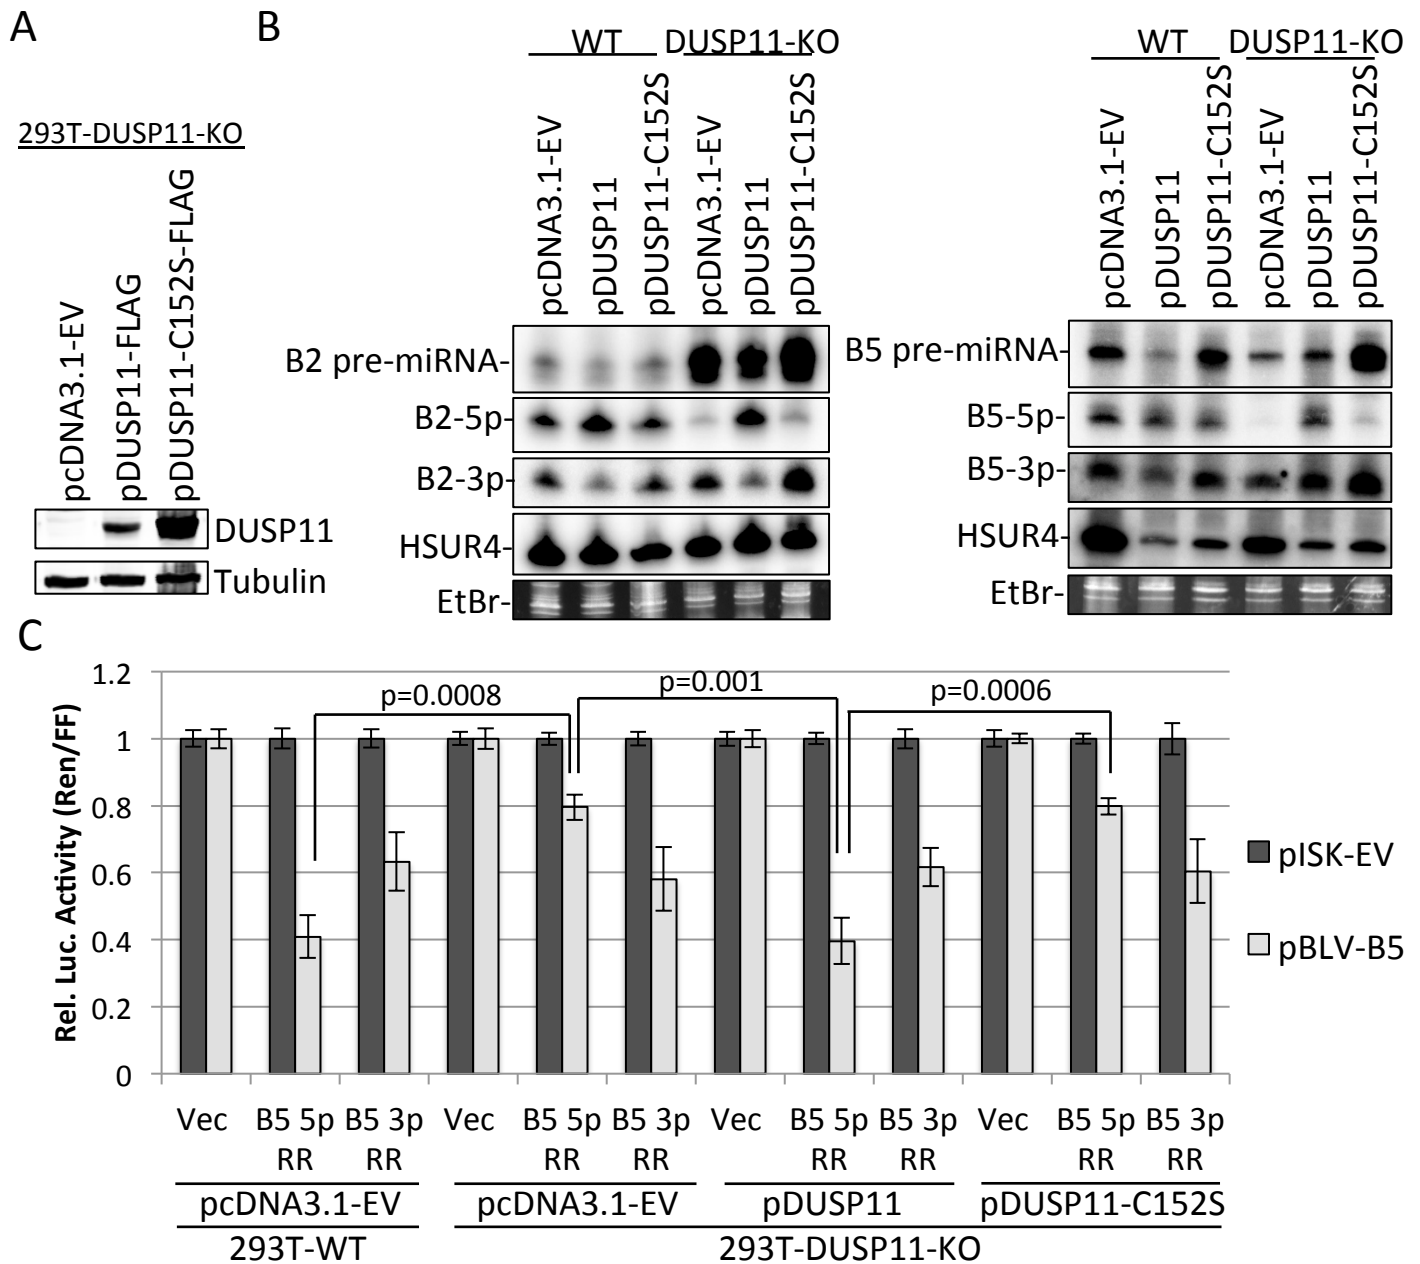 A
293T-DUSP11-KO
pcDNA3.1-EV
pDUSP11-FLAG
pDUSP11-C152S-FLAG
DUSP11
Tubulin
B
WT DUSP11-KO
pcDNA3.1-EV
pDUSP11
pDUSP11-C152S
pcDNA3.1-EV
pDUSP11
pDUSP11-C152S
B2 pre-miRNA-
B2-5p-
B2-3p-
HSUR4-
EtBr-
WT DUSP11-KO
pcDNA3.1-EV
pDUSP11
pDUSP11-C152S
pcDNA3.1-EV
pDUSP11
pDUSP11-C152S
B5 pre-miRNA-
B5-5p-
B5-3p-
HSUR4-
EtBr-
C
Rel. Luc. Activity (Ren/FF)
1.2
1
0.8
0.6
0.4
0.2
0
p=0.0008
p=0.001
p=0.0006
pISK-EV
pBLV-B5
Vec B5 5p B5 3p Vec B5 5p B5 3p Vec B5 5p B5 3p Vec B5 5p B5 3p
RR RR RR RR RR RR RR RR
pcDNA3.1-EV pcDNA3.1-EV pDUSP11 pDUSP11-C152S
293T-WT 293T-DUSP11-KO